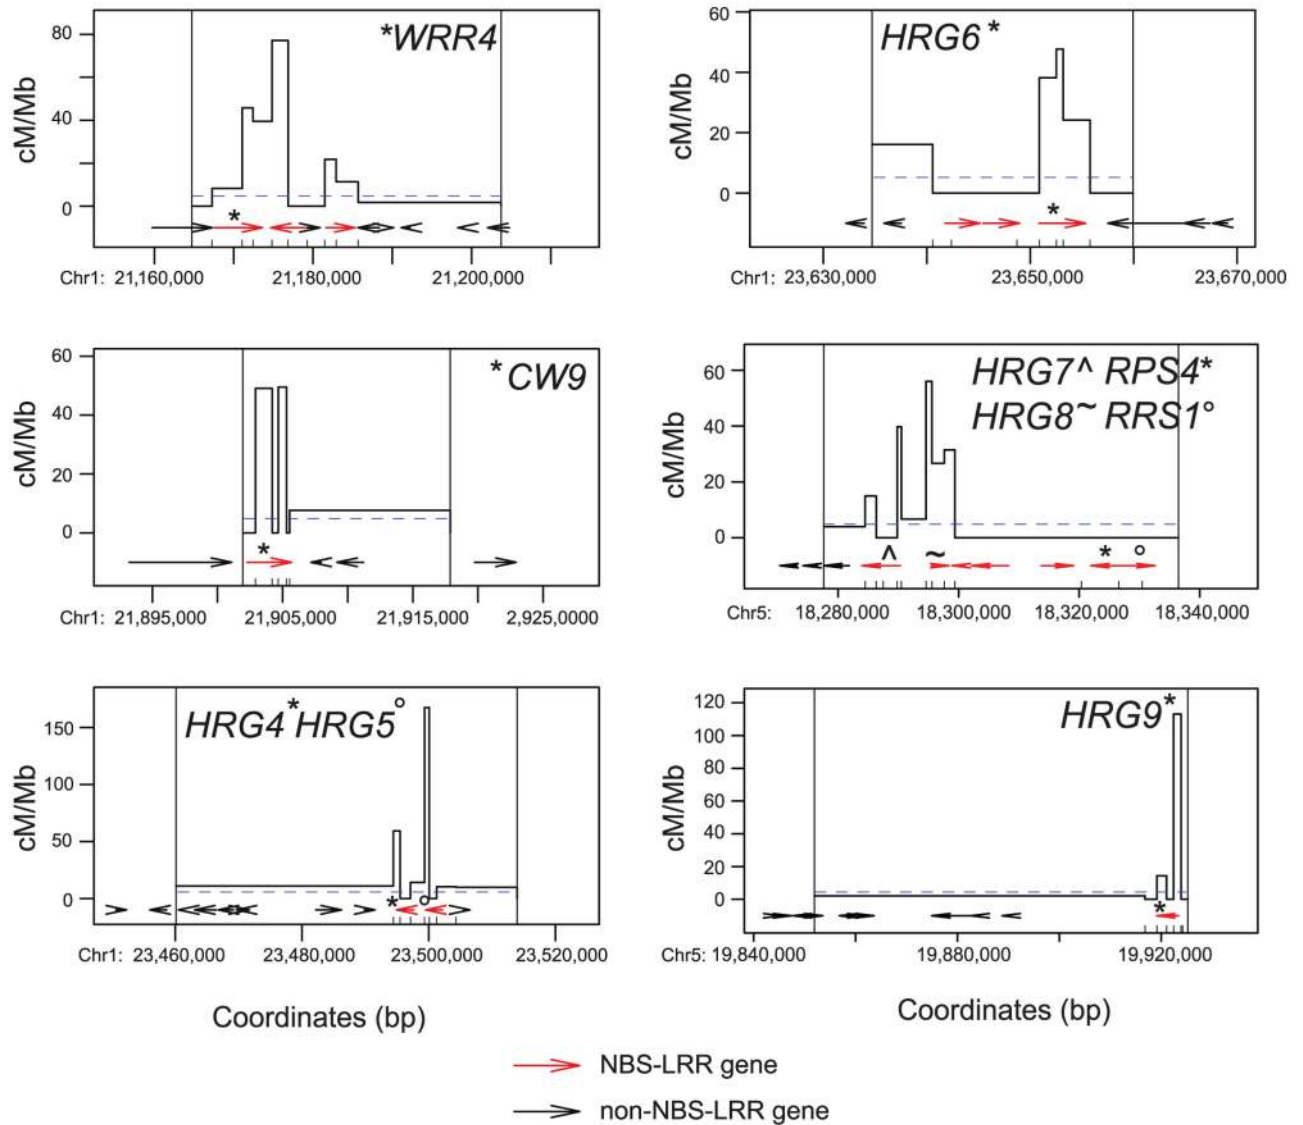 *WRR4
80
40
0
cM/Mb
*
Chr1: 21,160,000 21,180,000 21,200,000
HRG6*
60
40
20
0
cM/Mb
*
Chr1: 23,630,000 23,650,000 23,670,000
*CW9
60
40
20
0
cM/Mb
*
Chr1: 21,895,000 21,905,000 21,915,000 2,925,0000
HRG7^ RPS4*
HRG8~ RRS1°
60
40
20
0
cM/Mb
^ ~ * °
Chr5: 18,280,000 18,300,000 18,320,000 18,340,000
HRG4*HRG5°
150
100
50
0
cM/Mb
* °
Chr1: 23,460,000 23,480,000 23,500,000 23,520,000
HRG9*
120
100
80
60
40
20
0
cM/Mb
*
Chr5: 19,840,000 19,880,000 19,920,000
Coordinates (bp)
Coordinates (bp)
NBS-LRR gene
non-NBS-LRR gene